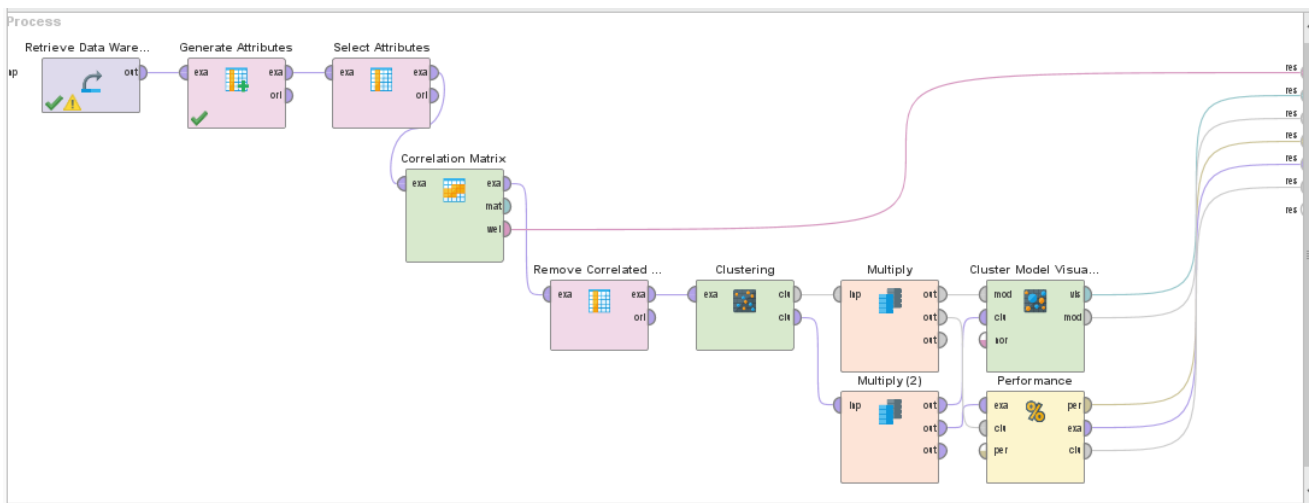 Process
Retrieve Data Ware...
Generate Attributes
Select Attributes
inp
out
exa
exa
ori
exa
exa
ori
res
res
res
res
res
res
res
Correlation Matrix
exa
exa
mat
wei
Remove Correlated ...
exa
exa
ori
Clustering
exa
clu
clu
Multiply
inp
out
out
out
Cluster Model Visua...
mod
vis
clu
mod
nor
Multiply (2)
inp
out
out
out
Performance
exa
per
%
clu
exa
per
clu